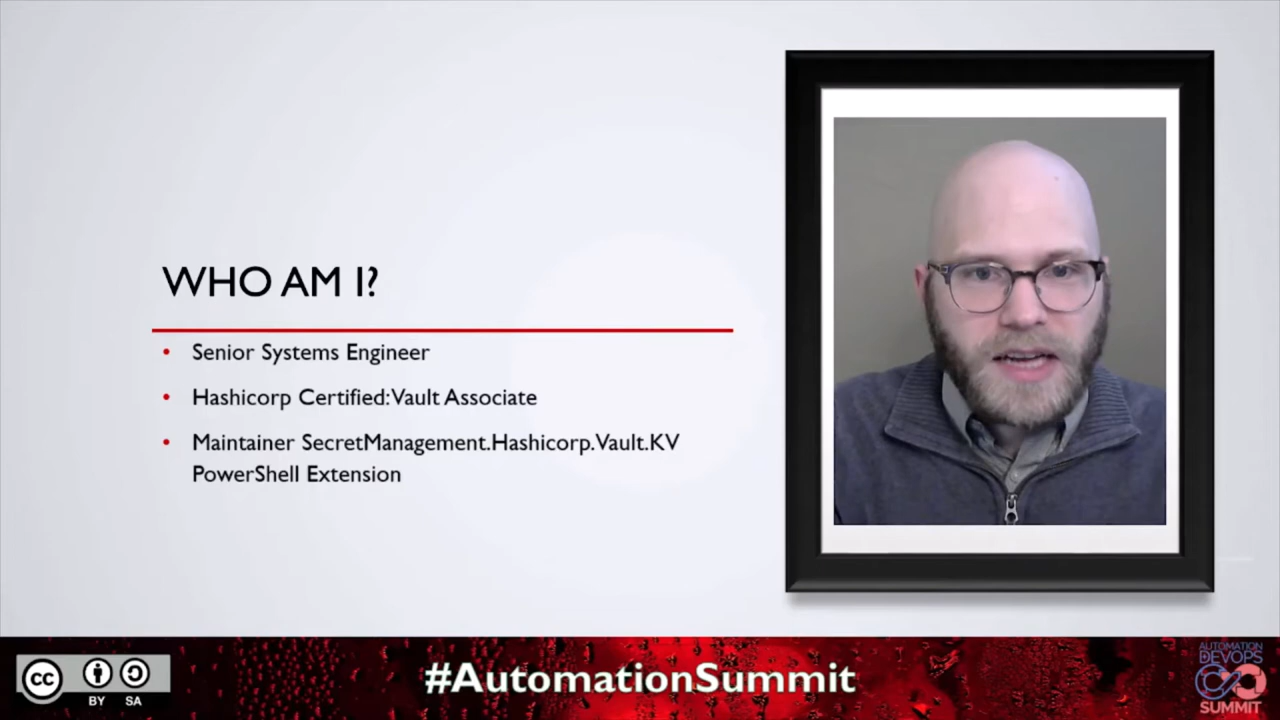 WHO AM I?
• Senior Systems Engineer
• Hashicorp Certified:Vault Associate
• Maintainer SecretManagement.Hashicorp.Vault.KV
PowerShell Extension
cc
BY SA
#AutomationSummit
AUTOMATION
DEVOPS
SUMMIT